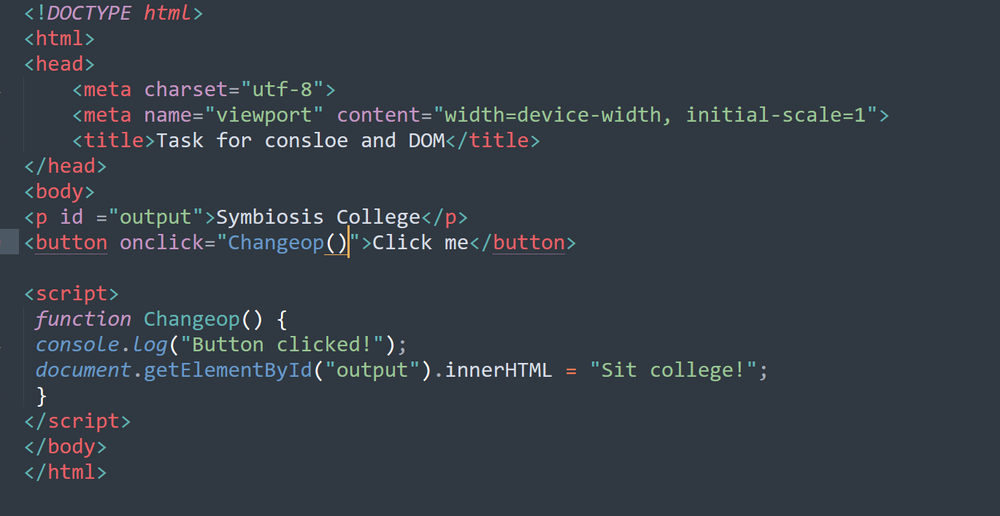 <!DOCTYPE html>
<html>
<head>
    <meta charset="utf-8">
    <meta name="viewport" content="width=device-width, initial-scale=1">
    <title>Task for consloe and DOM</title>
</head>
<body>
<p id ="output">Symbiosis College</p>
<button onclick="Changeop()">Click me</button>

<script>
 function Changeop() {
 console.log("Button clicked!");
 document.getElementById("output").innerHTML = "Sit college!";
 }
</script>
</body>
</html>